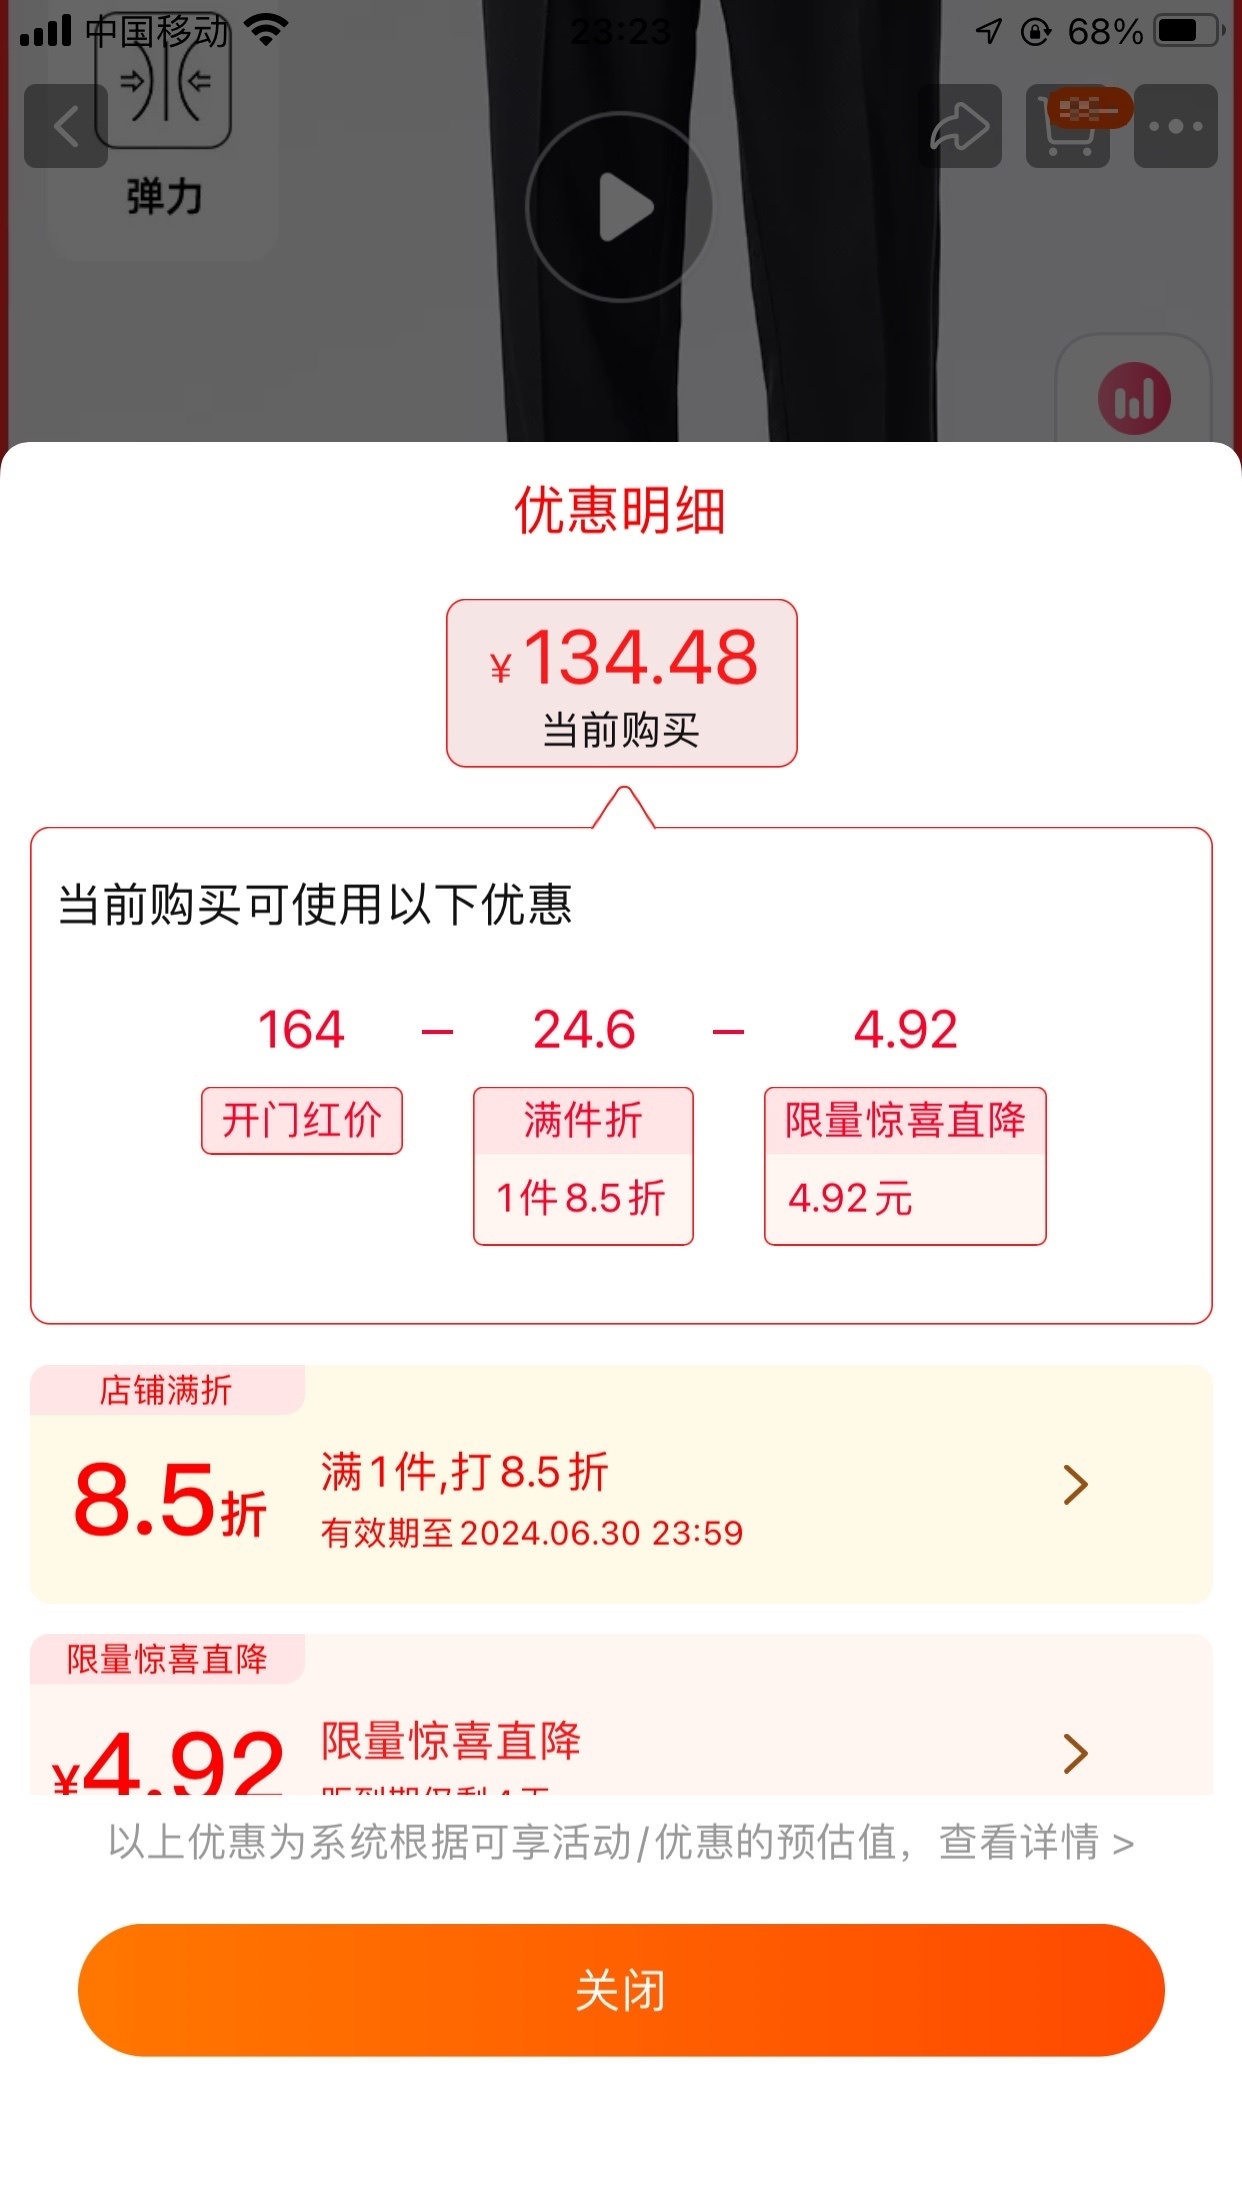 中国移动 23:23 68%
弹力
优惠明细
¥134.48
当前购买
当前购买可使用以下优惠
164 - 24.6 - 4.92
开门红价 满件折 限量惊喜直降
1件8.5折 4.92元
店铺满折
8.5折
满1件,打8.5折
有效期至2024.06.30 23:59
限量惊喜直降
¥4.92
限量惊喜直降
以上优惠为系统根据可享活动/优惠的预估值，查看详情 >
关闭